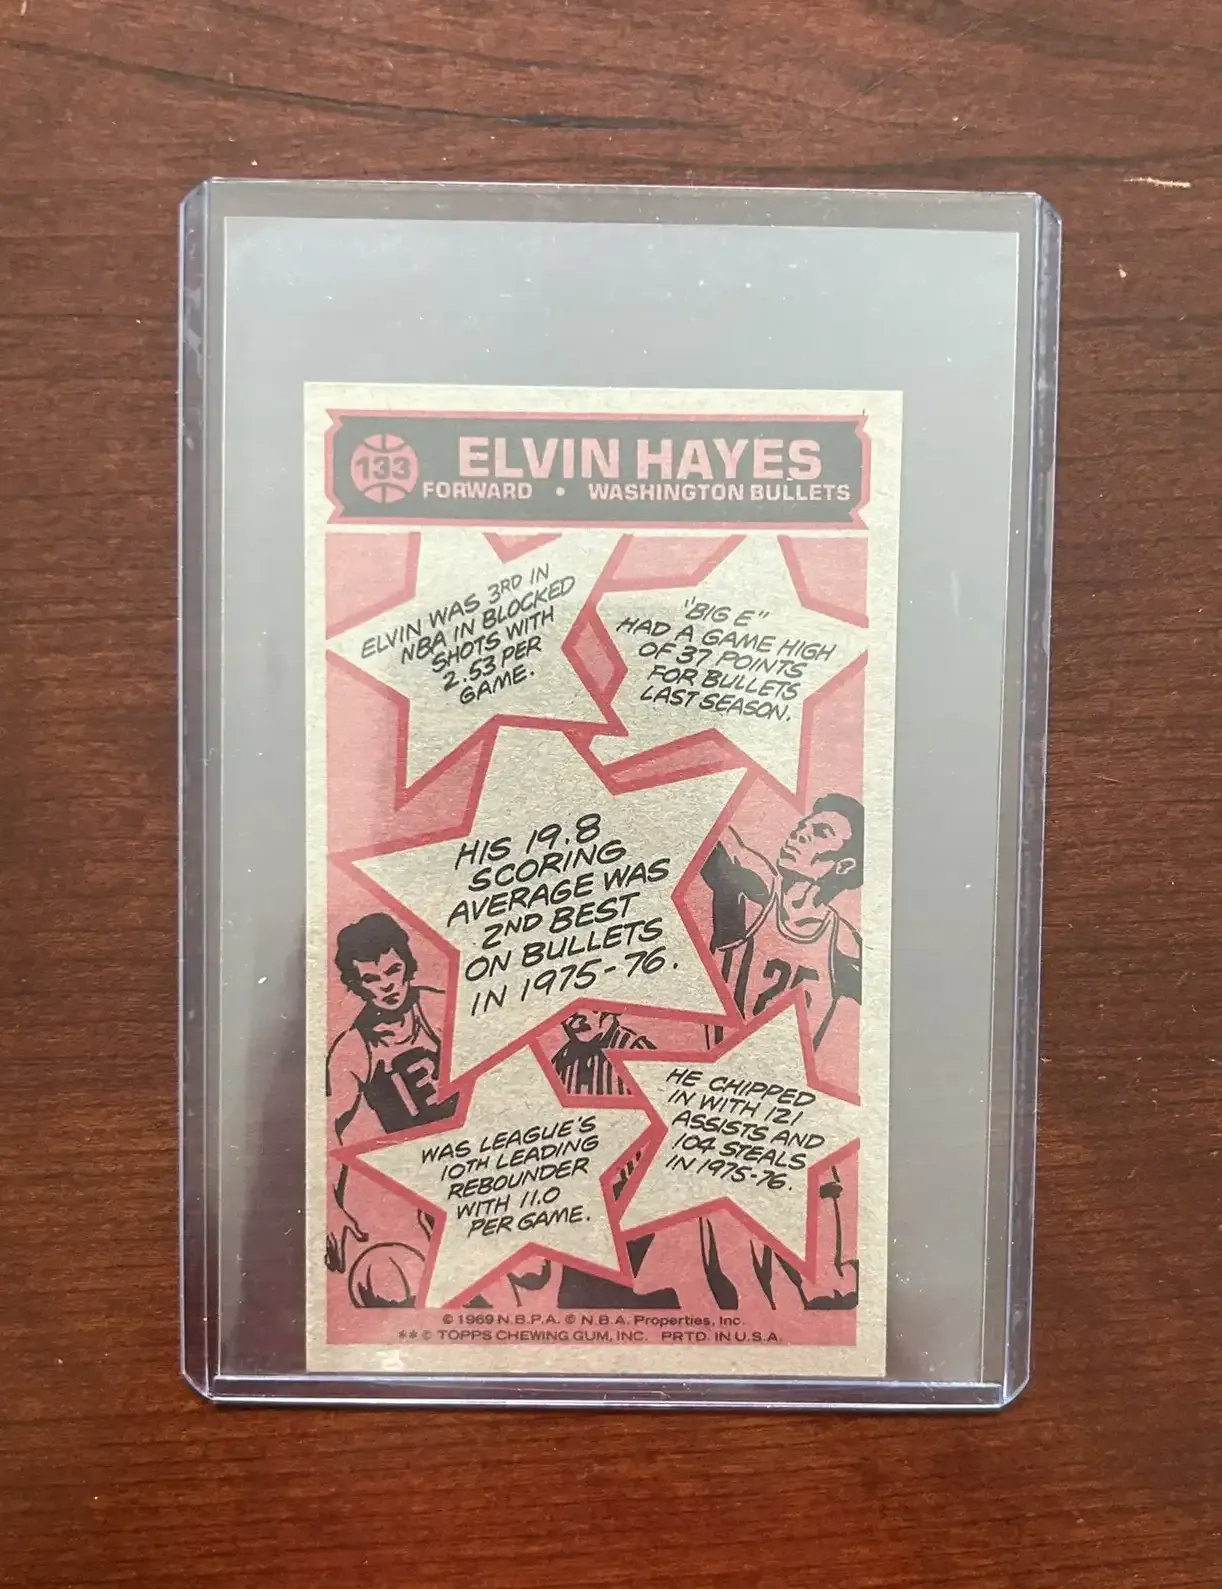 133
ELVIN HAYES
FORWARD • WASHINGTON BULLETS
ELVIN WAS 3RD IN
NBA IN BLOCKED
SHOTS WITH
2.53 PER
GAME.
"BIG E"
HAD A GAME HIGH
OF 37 POINTS
FOR BULLETS
LAST SEASON.
HIS 19.8
SCORING
AVERAGE WAS
2ND BEST
ON BULLETS
IN 1975-76.
25
WAS LEAGUE'S
10TH LEADING
REBOUNDER
WITH 11.0
PER GAME.
HE CHIPPED
IN WITH 121
ASSISTS AND
104 STEALS
IN 1975-76.
© 1969 N.B.P.A. © N.B.A. Properties, Inc.
** © TOPPS CHEWING GUM, INC. PRTD. IN U.S.A.